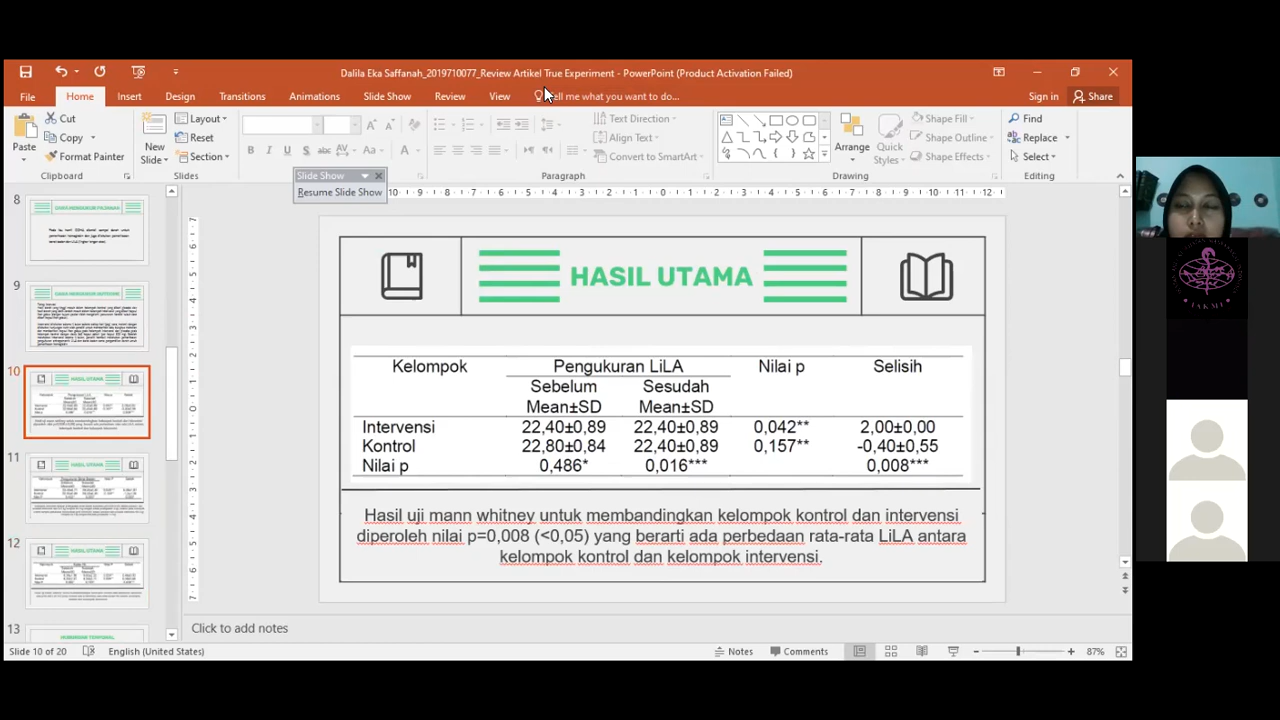 Dalila Eka Saffanah_2019710077_Review Artikel True Experiment - PowerPoint (Product Activation Failed)
File Home Insert Design Transitions Animations Slide Show Review View Tell me what you want to do... Sign in Share
Paste Cut Copy Format Painter
Clipboard
New Slide Layout Reset Section
Slides
Paragraph
Text Direction Align Text Convert to SmartArt
Arrange Quick Styles Shape Fill Shape Outline Shape Effects
Drawing
Find Replace Select
Editing
Slide Show
Resume Slide Show
8
9
10
11
12
13
HASIL UTAMA
Kelompok Pengukuran LiLA Nilai p Selisih
Sebelum Sesudah
Mean±SD Mean±SD
Intervensi 22,40±0,89 22,40±0,89 0,042** 2,00±0,00
Kontrol 22,80±0,84 22,40±0,89 0,157** -0,40±0,55
Nilai p 0,486* 0,016*** 0,008***
Hasil uji mann whitney untuk membandingkan kelompok kontrol dan intervensi
diperoleh nilai p=0,008 (<0,05) yang berarti ada perbedaan rata-rata LiLA antara
kelompok kontrol dan kelompok intervensi.
Click to add notes
Slide 10 of 20 English (United States) Notes Comments 87%
IAKMI